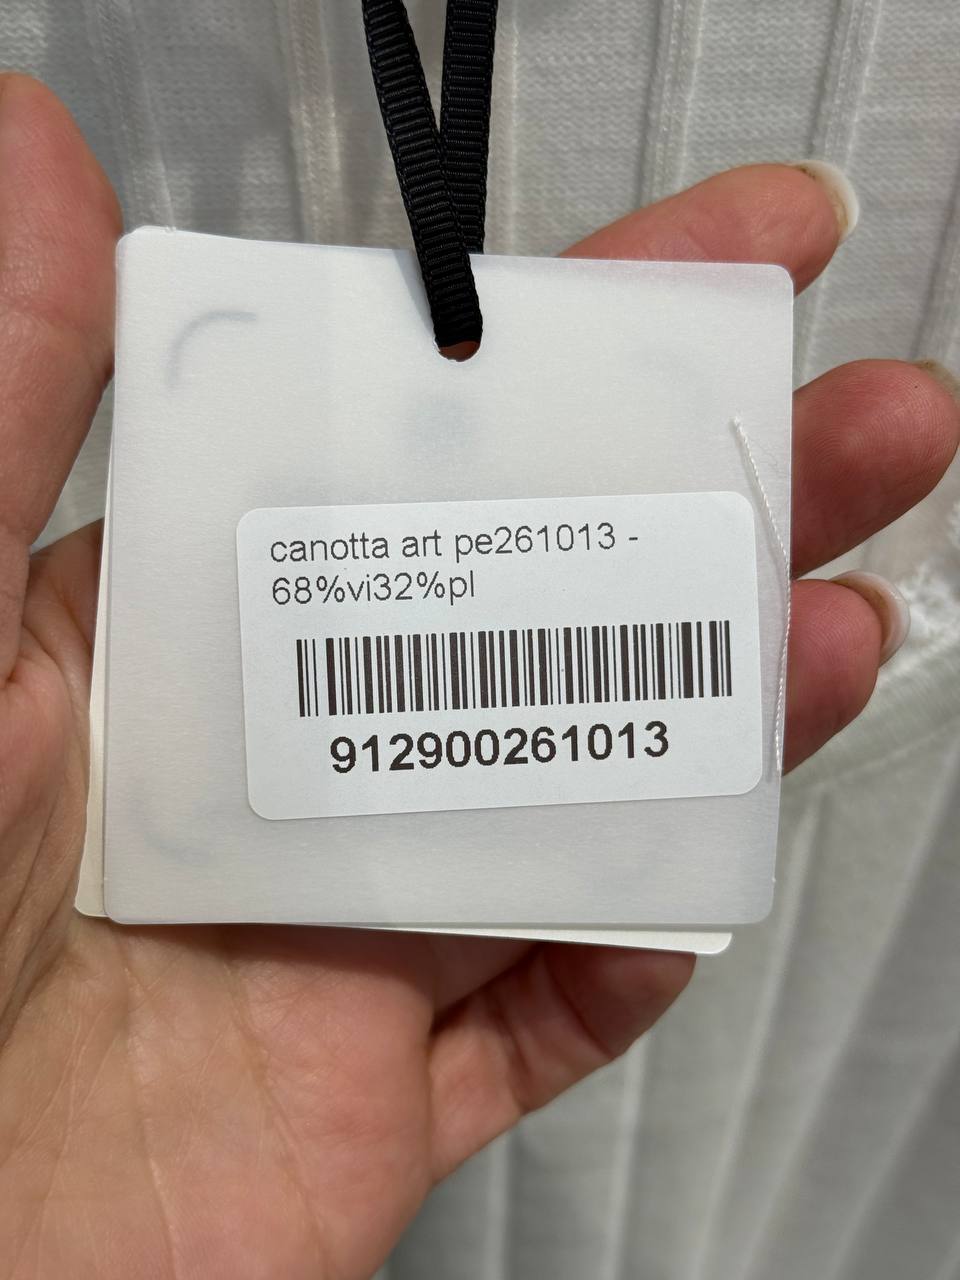 canotta art pe261013 -
68%vi32%pl
912900261013